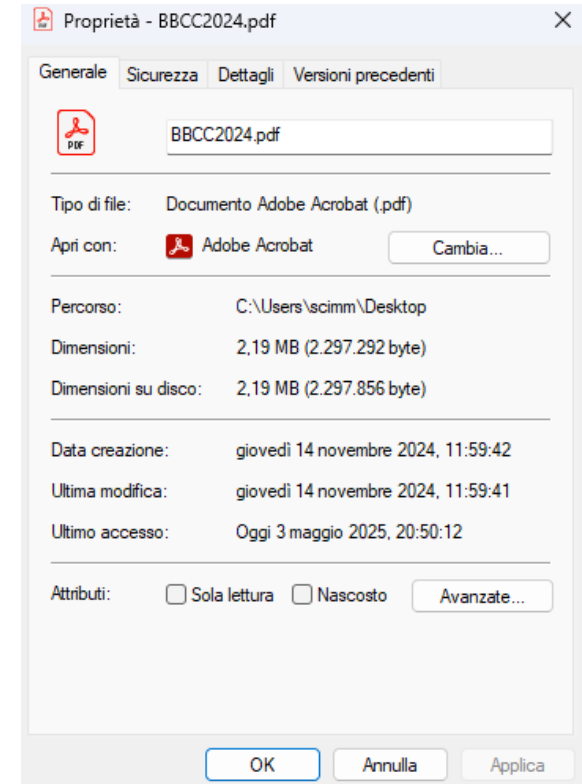 Proprietà - BBCC2024.pdf
Generale Sicurezza Dettagli Versioni precedenti
PDF
BBCC2024.pdf
Tipo di file: Documento Adobe Acrobat (.pdf)
Apri con: Adobe Acrobat Cambia...
Percorso: C:\Users\scimm\Desktop
Dimensioni: 2,19 MB (2.297.292 byte)
Dimensioni su disco: 2,19 MB (2.297.856 byte)
Data creazione: giovedì 14 novembre 2024, 11:59:42
Ultima modifica: giovedì 14 novembre 2024, 11:59:41
Ultimo accesso: Oggi 3 maggio 2025, 20:50:12
Attributi: Sola lettura Nascosto Avanzate...
OK Annulla Applica